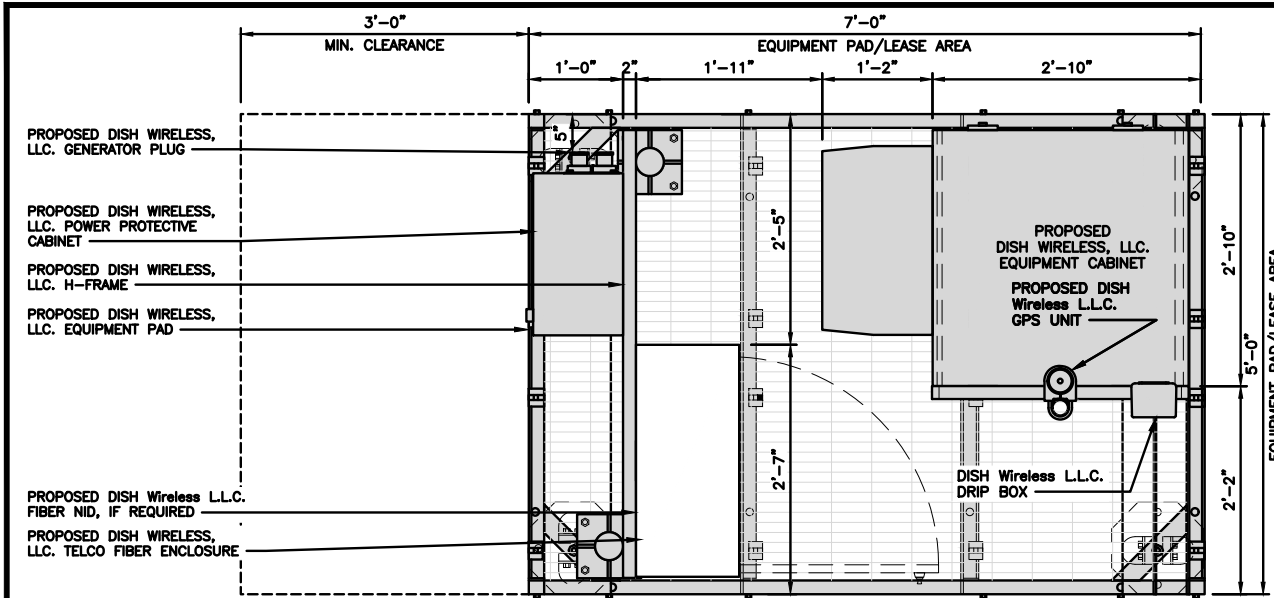 3'-0"
MIN. CLEARANCE
7'-0"
EQUIPMENT PAD/LEASE AREA
1'-0"
2"
1'-11"
1'-2"
2'-10"
PROPOSED DISH WIRELESS,
LLC. GENERATOR PLUG
5"
PROPOSED DISH WIRELESS,
LLC. POWER PROTECTIVE
CABINET
PROPOSED DISH WIRELESS,
LLC. H-FRAME
PROPOSED DISH WIRELESS,
LLC. EQUIPMENT PAD
2'-5"
PROPOSED
DISH WIRELESS, LLC.
EQUIPMENT CABINET
PROPOSED DISH
Wireless L.L.C.
GPS UNIT
2'-10"
5'-0"
EQUIPMENT PAD/LEASE AREA
2'-7"
DISH Wireless L.L.C.
DRIP BOX
2'-2"
PROPOSED DISH Wireless L.L.C.
FIBER NID, IF REQUIRED
PROPOSED DISH WIRELESS,
LLC. TELCO FIBER ENCLOSURE